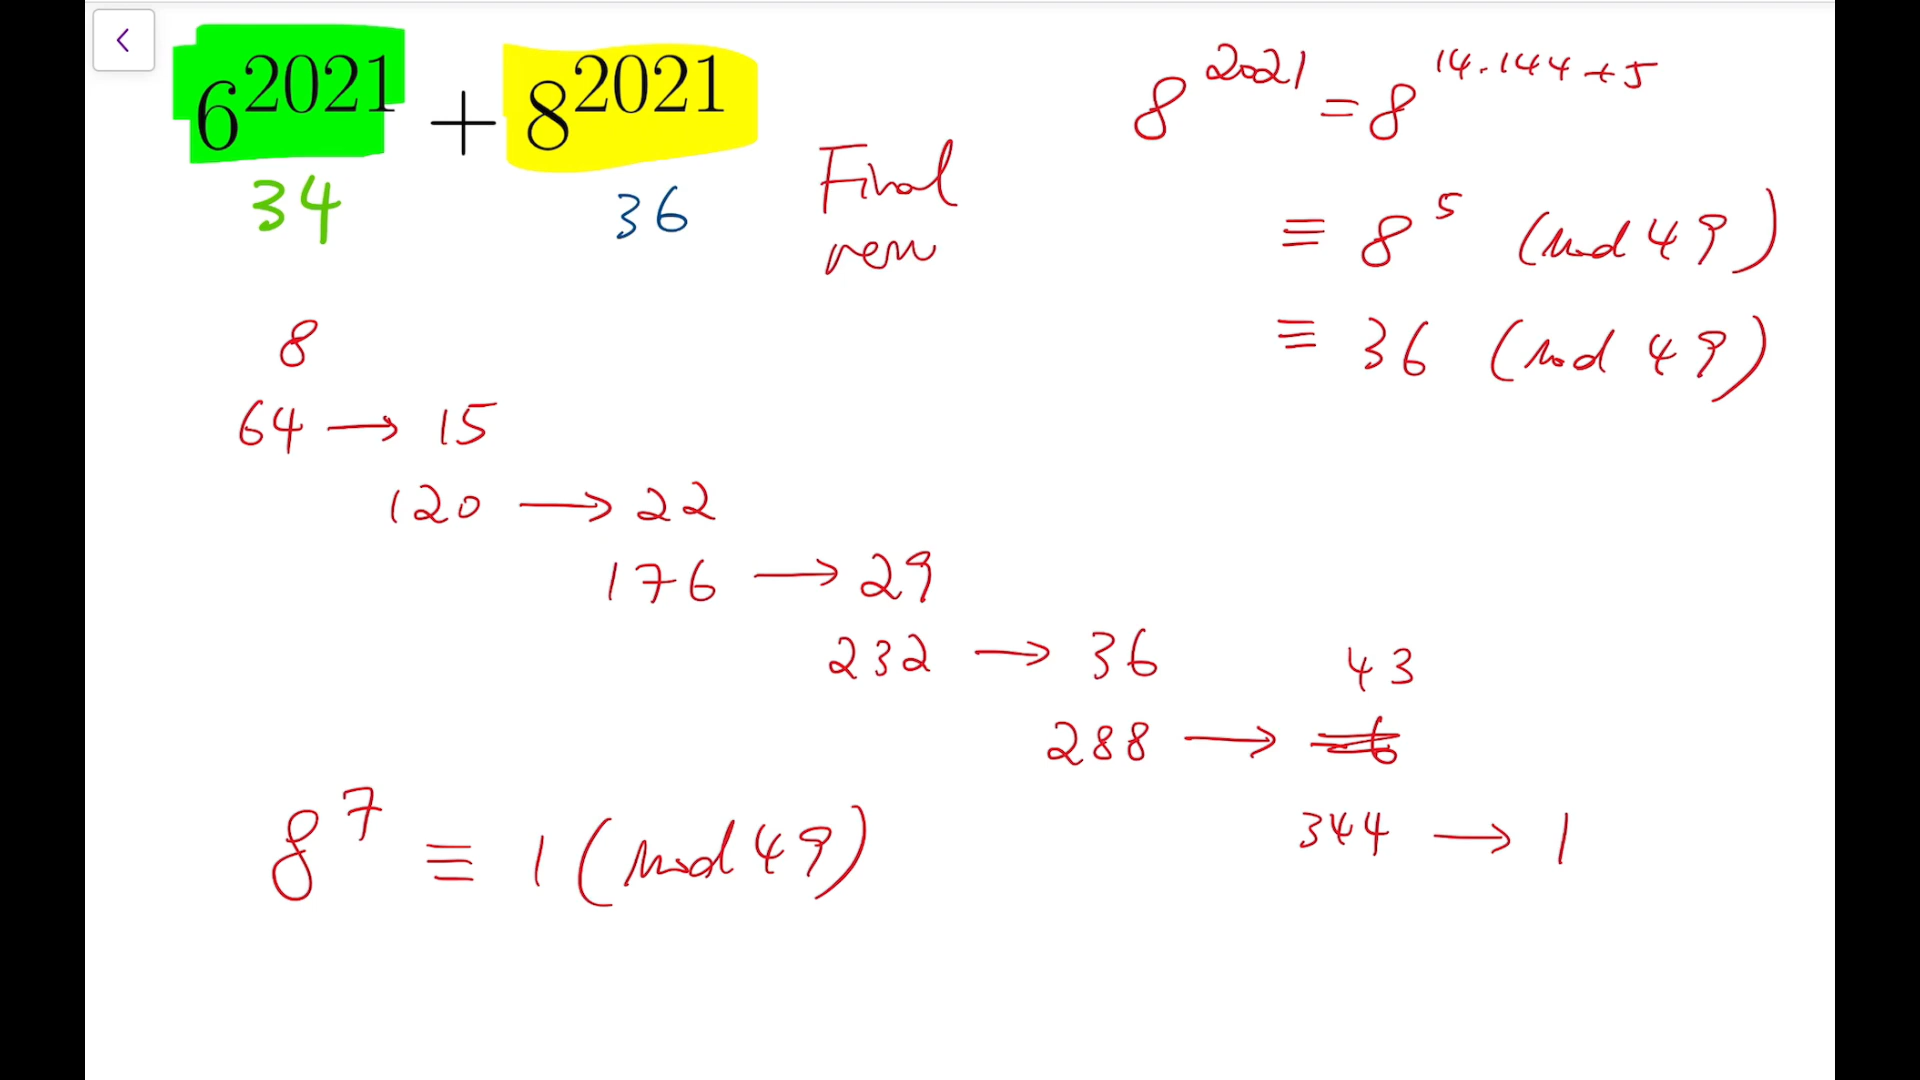 6^2021 + 8^2021
34 36
Final
rem
8
64 → 15
120 → 22
176 → 29
232 → 36
43
288 → 6
344 → 1
8^7 ≡ 1 (mod 49)
8^2021 = 8^14·144+5
≡ 8^5 (mod 49)
≡ 36 (mod 49)